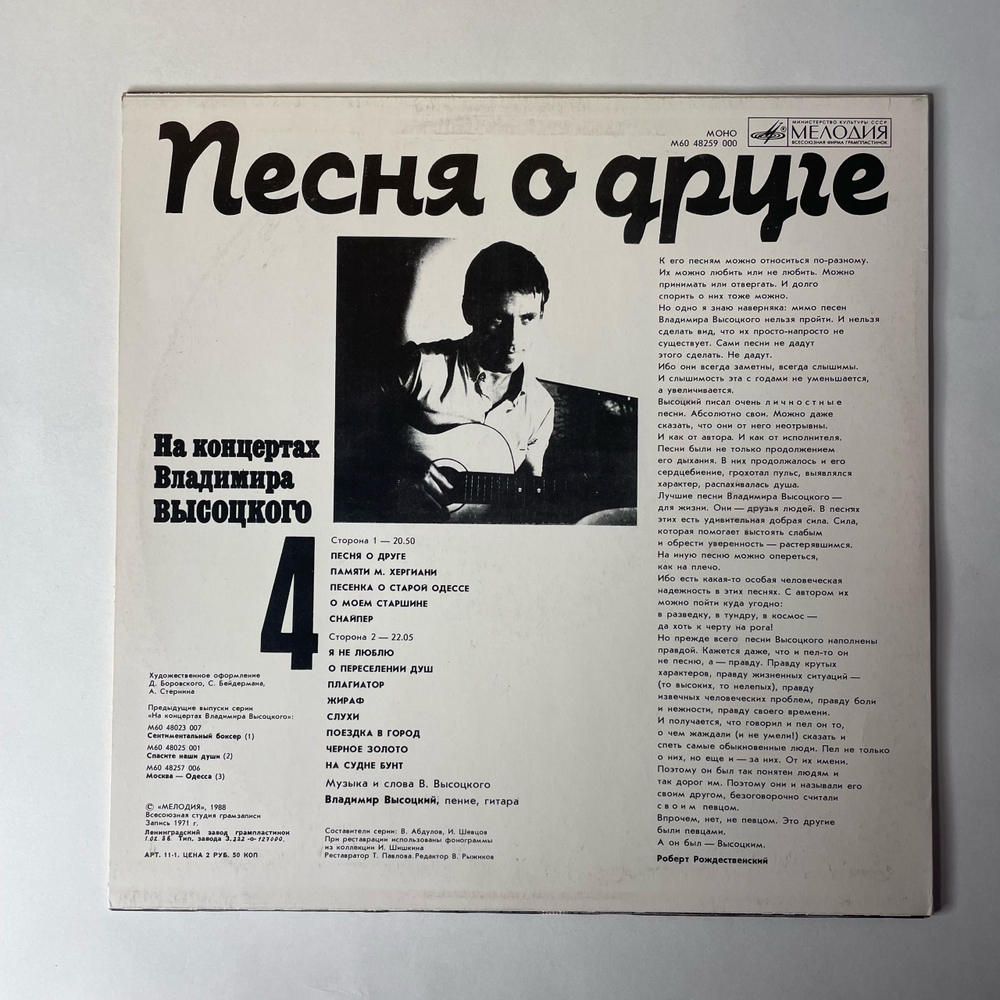 МОНО
М60 48259 000
МИНИСТЕРСТВО КУЛЬТУРЫ СССР
МЕЛОДИЯ
ВСЕСОЮЗНАЯ ФИРМА ГРАМПЛАСТИНОК
Песня о друге
На концертах
Владимира
ВЫСОЦКОГО
4
Сторона 1 — 20.50
ПЕСНЯ О ДРУГЕ
ПАМЯТИ М. ХЕРГИАНИ
ПЕСЕНКА О СТАРОЙ ОДЕССЕ
О МОЕМ СТАРШИНЕ
СНАЙПЕР
Сторона 2 — 22.05
Я НЕ ЛЮБЛЮ
О ПЕРЕСЕЛЕНИИ ДУШ
ПЛАГИАТОР
ЖИРАФ
СЛУХИ
ПОЕЗДКА В ГОРОД
ЧЕРНОЕ ЗОЛОТО
НА СУДНЕ БУНТ
Музыка и слова В. Высоцкого
Владимир Высоцкий, пение, гитара
Составители серии: В. Абдулов, И. Шевцов
При реставрации использованы фонограммы
из коллекции И. Шишкина
Реставратор Т. Павлова. Редактор В. Рыжиков
Художественное оформление
Д. Боровского, С. Бейдермана,
А. Стернина
Предыдущие выпуски серии
«На концертах Владимира Высоцкого»:
М60 48023 007
Сентиментальный боксер (1)
М60 48025 001
Спасите наши души (2)
М60 48257 006
Москва — Одесса (3)
© «МЕЛОДИЯ», 1988
Всесоюзная студия грамзаписи
Запись 1971 г.
Ленинградский завод грампластинок
Тип. завода
АРТ. 11-1. ЦЕНА 2 РУБ. 50 КОП
К его песням можно относиться по-разному.
Их можно любить или не любить. Можно
принимать или отвергать. И долго
спорить о них тоже можно.
Но одно я знаю наверняка: мимо песен
Владимира Высоцкого нельзя пройти. И нельзя
сделать вид, что их просто-напросто не
существует. Сами песни не дадут
этого сделать. Не дадут.
Ибо они всегда заметны, всегда слышимы.
И слышимость эта с годами не уменьшается,
а увеличивается.
Высоцкий писал очень личностные
песни. Абсолютно свои. Можно даже
сказать, что они от него неотрывны.
И как от автора. И как от исполнителя.
Песни были не только продолжением
его дыхания. В них продолжалось и его
сердцебиение, грохотал пульс, выявлялся
характер, распахивалась душа.
Лучшие песни Владимира Высоцкого —
для жизни. Они — друзья людей. В песнях
этих есть удивительная добрая сила. Сила,
которая помогает выстоять слабым
и обрести уверенность — растерявшимся.
На иную песню можно опереться,
как на плечо.
Ибо есть какая-то особая человеческая
надежность в этих песнях. С автором их
можно пойти куда угодно:
в разведку, в тундру, в космос —
да хоть к черту на рога!
Но прежде всего песни Высоцкого наполнены
правдой. Кажется даже, что и пел-то он
не песню, а — правду. Правду крутых
характеров, правду жизненных ситуаций —
(то высоких, то нелепых), правду
извечных человеческих проблем, правду боли
и нежности, правду своего времени.
И получается, что говорил и пел он то,
о чем жаждали (и не умели!) сказать и
спеть самые обыкновенные люди. Пел не только
о них, но еще и — за них. От их имени.
Поэтому он был так понятен людям и
так дорог им. Поэтому они и называли его
своим другом, безоговорочно считали
своим певцом.
Впрочем, нет, не певцом. Это другие
были певцами.
А он был — Высоцким.
Роберт Рождественский